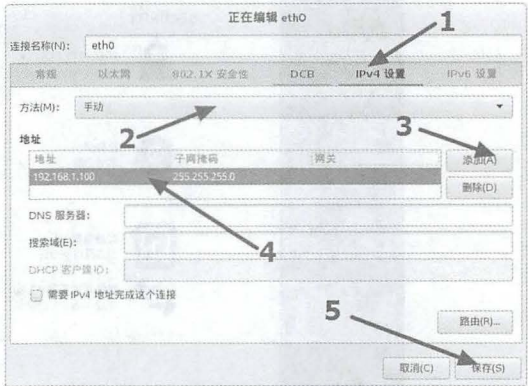 正在编辑 eth0
1
连接名称(N): eth0
常规 以太网 802.1X 安全性 DCB IPv4 设置 IPv6 设置
方法(M): 手动
2
3
地址
地址 子网掩码 网关 添加(A)
192.168.1.100 255.255.255.0
删除(D)
DNS 服务器:
搜索域(E):
4
DHCP 客户端 ID:
需要 IPv4 地址完成这个连接
5
路由(R)...
取消(C) 保存(S)